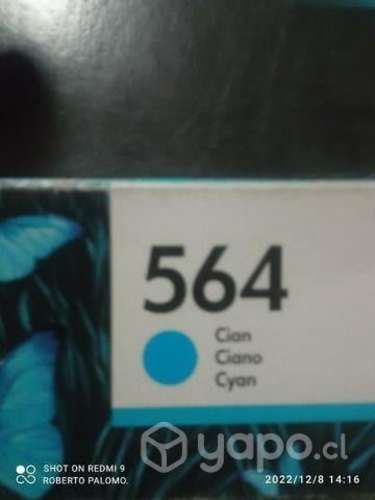 564
Cian
Ciano
Cyan
yapo.cl
SHOT ON REDMI 9
ROBERTO PALOMO.
2022/12/8 14:16